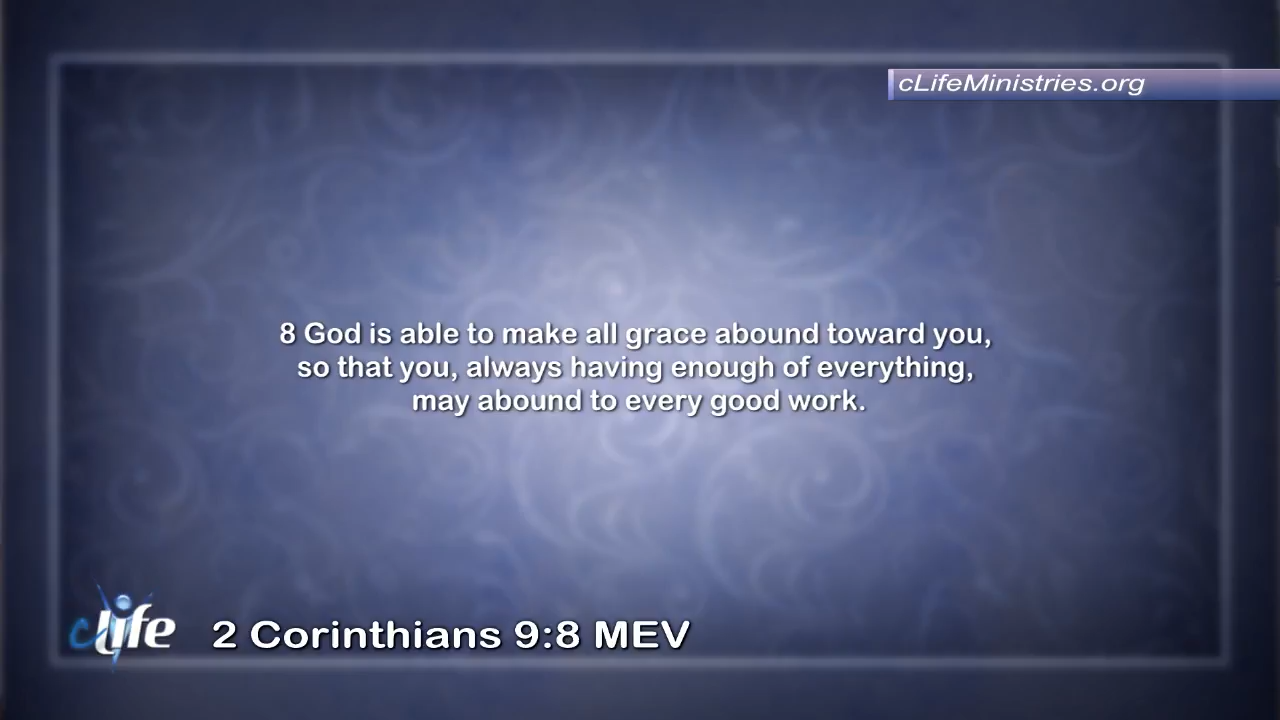 cLifeMinistries.org
8 God is able to make all grace abound toward you,
so that you, always having enough of everything,
may abound to every good work.
cLife
2 Corinthians 9:8 MEV